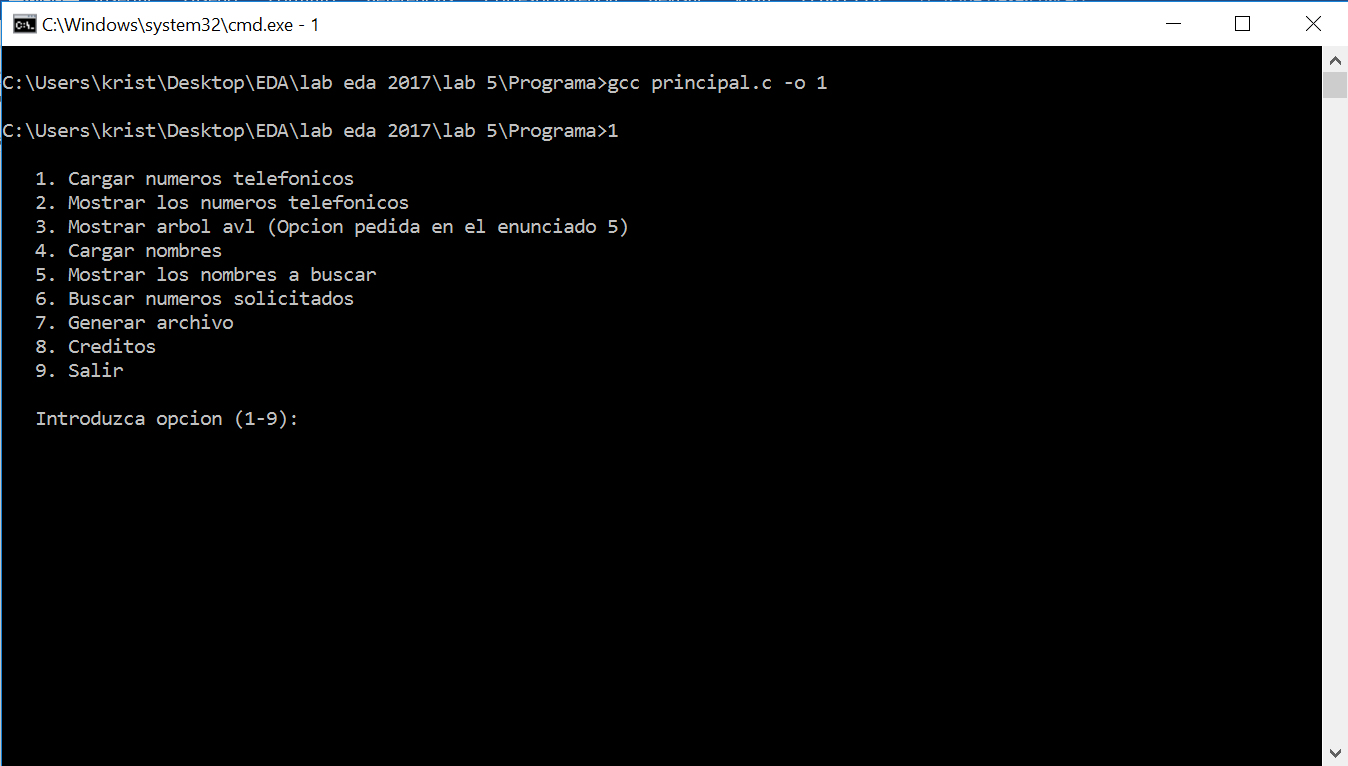 C:\Windows\system32\cmd.exe - 1
C:\Users\krist\Desktop\EDA\lab eda 2017\lab 5\Programa>gcc principal.c -o 1
C:\Users\krist\Desktop\EDA\lab eda 2017\lab 5\Programa>1
1. Cargar numeros telefonicos
2. Mostrar los numeros telefonicos
3. Mostrar arbol avl (Opcion pedida en el enunciado 5)
4. Cargar nombres
5. Mostrar los nombres a buscar
6. Buscar numeros solicitados
7. Generar archivo
8. Creditos
9. Salir
Introduzca opcion (1-9):